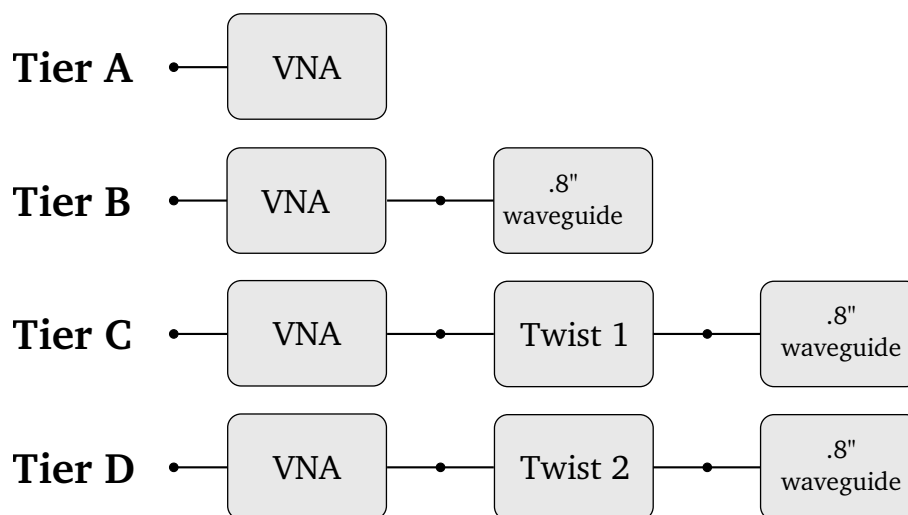 Tier A VNA
Tier B VNA .8"
waveguide
Tier C VNA Twist 1 .8"
waveguide
Tier D VNA Twist 2 .8"
waveguide